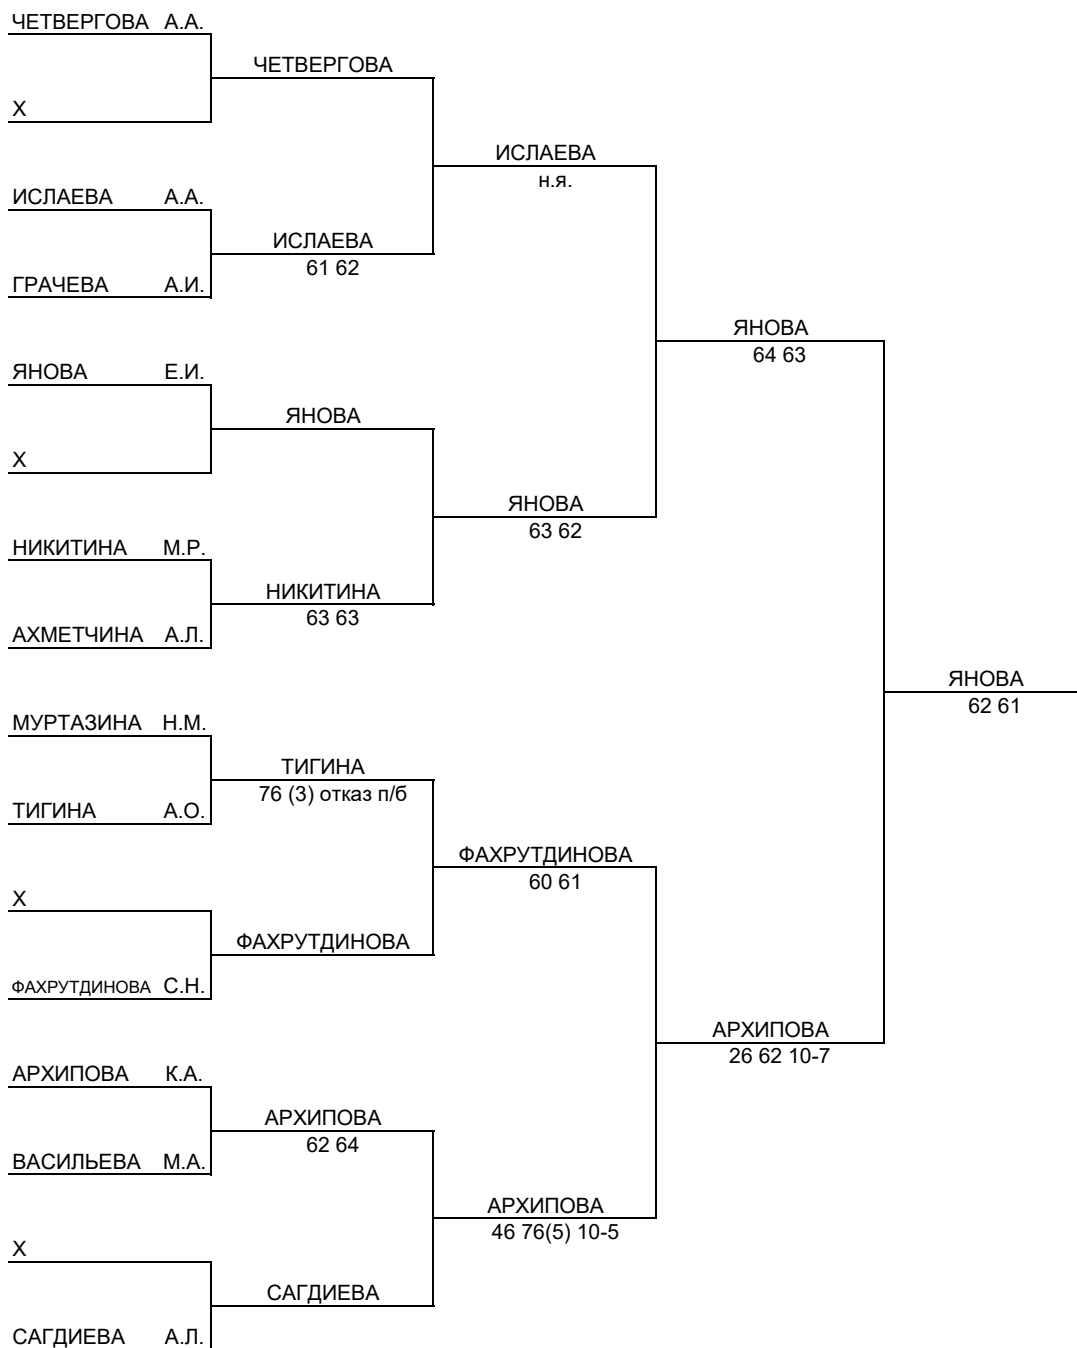 ЧЕТВЕРГОВА А.А.
ЧЕТВЕРГОВА
Х
ИСЛАЕВА
н.я.
ИСЛАЕВА А.А.
ИСЛАЕВА
61 62
ГРАЧЕВА А.И.
ЯНОВА
64 63
ЯНОВА Е.И.
ЯНОВА
Х
ЯНОВА
63 62
НИКИТИНА М.Р.
НИКИТИНА
63 63
АХМЕТЧИНА А.Л.
ЯНОВА
62 61
МУРТАЗИНА Н.М.
ТИГИНА
76 (3) отказ п/б
ТИГИНА А.О.
ФАХРУТДИНОВА
60 61
Х
ФАХРУТДИНОВА
ФАХРУТДИНОВА С.Н.
АРХИПОВА
26 62 10-7
АРХИПОВА К.А.
АРХИПОВА
62 64
ВАСИЛЬЕВА М.А.
АРХИПОВА
46 76(5) 10-5
Х
САГДИЕВА
САГДИЕВА А.Л.